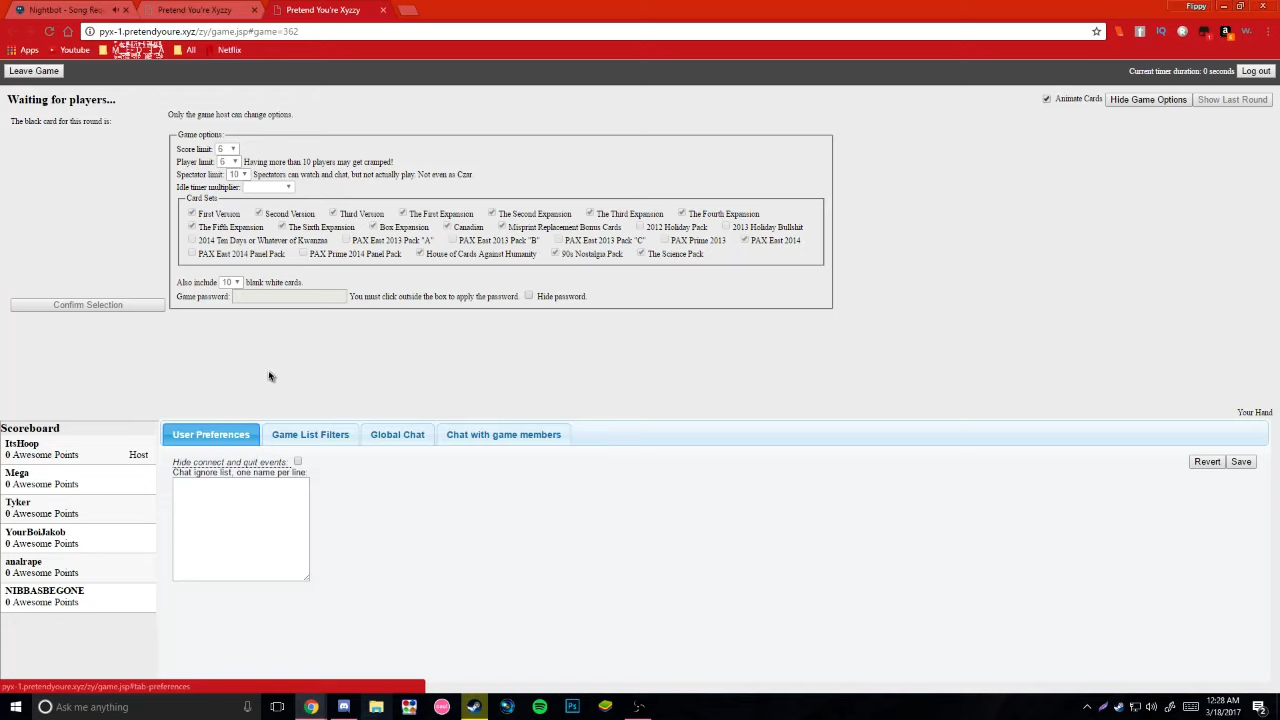 Nightbot - Song Req
Pretend You're Xyzzy
Pretend You're Xyzzy
Flippy
pyx-1.pretendyoure.xyz/zy/game.jsp#game=362
Apps Youtube All Netflix
Leave Game
Current timer duration: 0 seconds Log out
Waiting for players...
Animate Cards Hide Game Options Show Last Round
Only the game host can change options.
The black card for this round is:
Game options:
Score limit: 6
Player limit: 6 Having more than 10 players may get cramped!
Spectator limit: 10 Spectators can watch and chat, but not actually play. Not even as Czar.
Idle timer multiplier:
Card Sets
First Version Second Version Third Version The First Expansion The Second Expansion The Third Expansion The Fourth Expansion
The Fifth Expansion The Sixth Expansion Box Expansion Canadian Misprint Replacement Bonus Cards 2012 Holiday Pack 2013 Holiday Bullshit
2014 Ten Days or Whatever of Kwanzaa PAX East 2013 Pack "A" PAX East 2013 Pack "B" PAX East 2013 Pack "C" PAX Prime 2013 PAX East 2014
PAX East 2014 Panel Pack PAX Prime 2014 Panel Pack House of Cards Against Humanity 90s Nostalgia Pack The Science Pack
Also include 10 blank white cards.
Game password: You must click outside the box to apply the password. Hide password.
Confirm Selection
Your Hand
Scoreboard
ItsHoop
0 Awesome Points Host
Mega
0 Awesome Points
Tyker
0 Awesome Points
YourBoiJakob
0 Awesome Points
analrape
0 Awesome Points
NIBBASBEGONE
0 Awesome Points
User Preferences Game List Filters Global Chat Chat with game members
Hide connect and quit events:
Chat ignore list, one name per line:
Revert Save
pyx-1.pretendyoure.xyz/zy/game.jsp#tab-preferences
Ask me anything
12:28 AM
3/18/2017